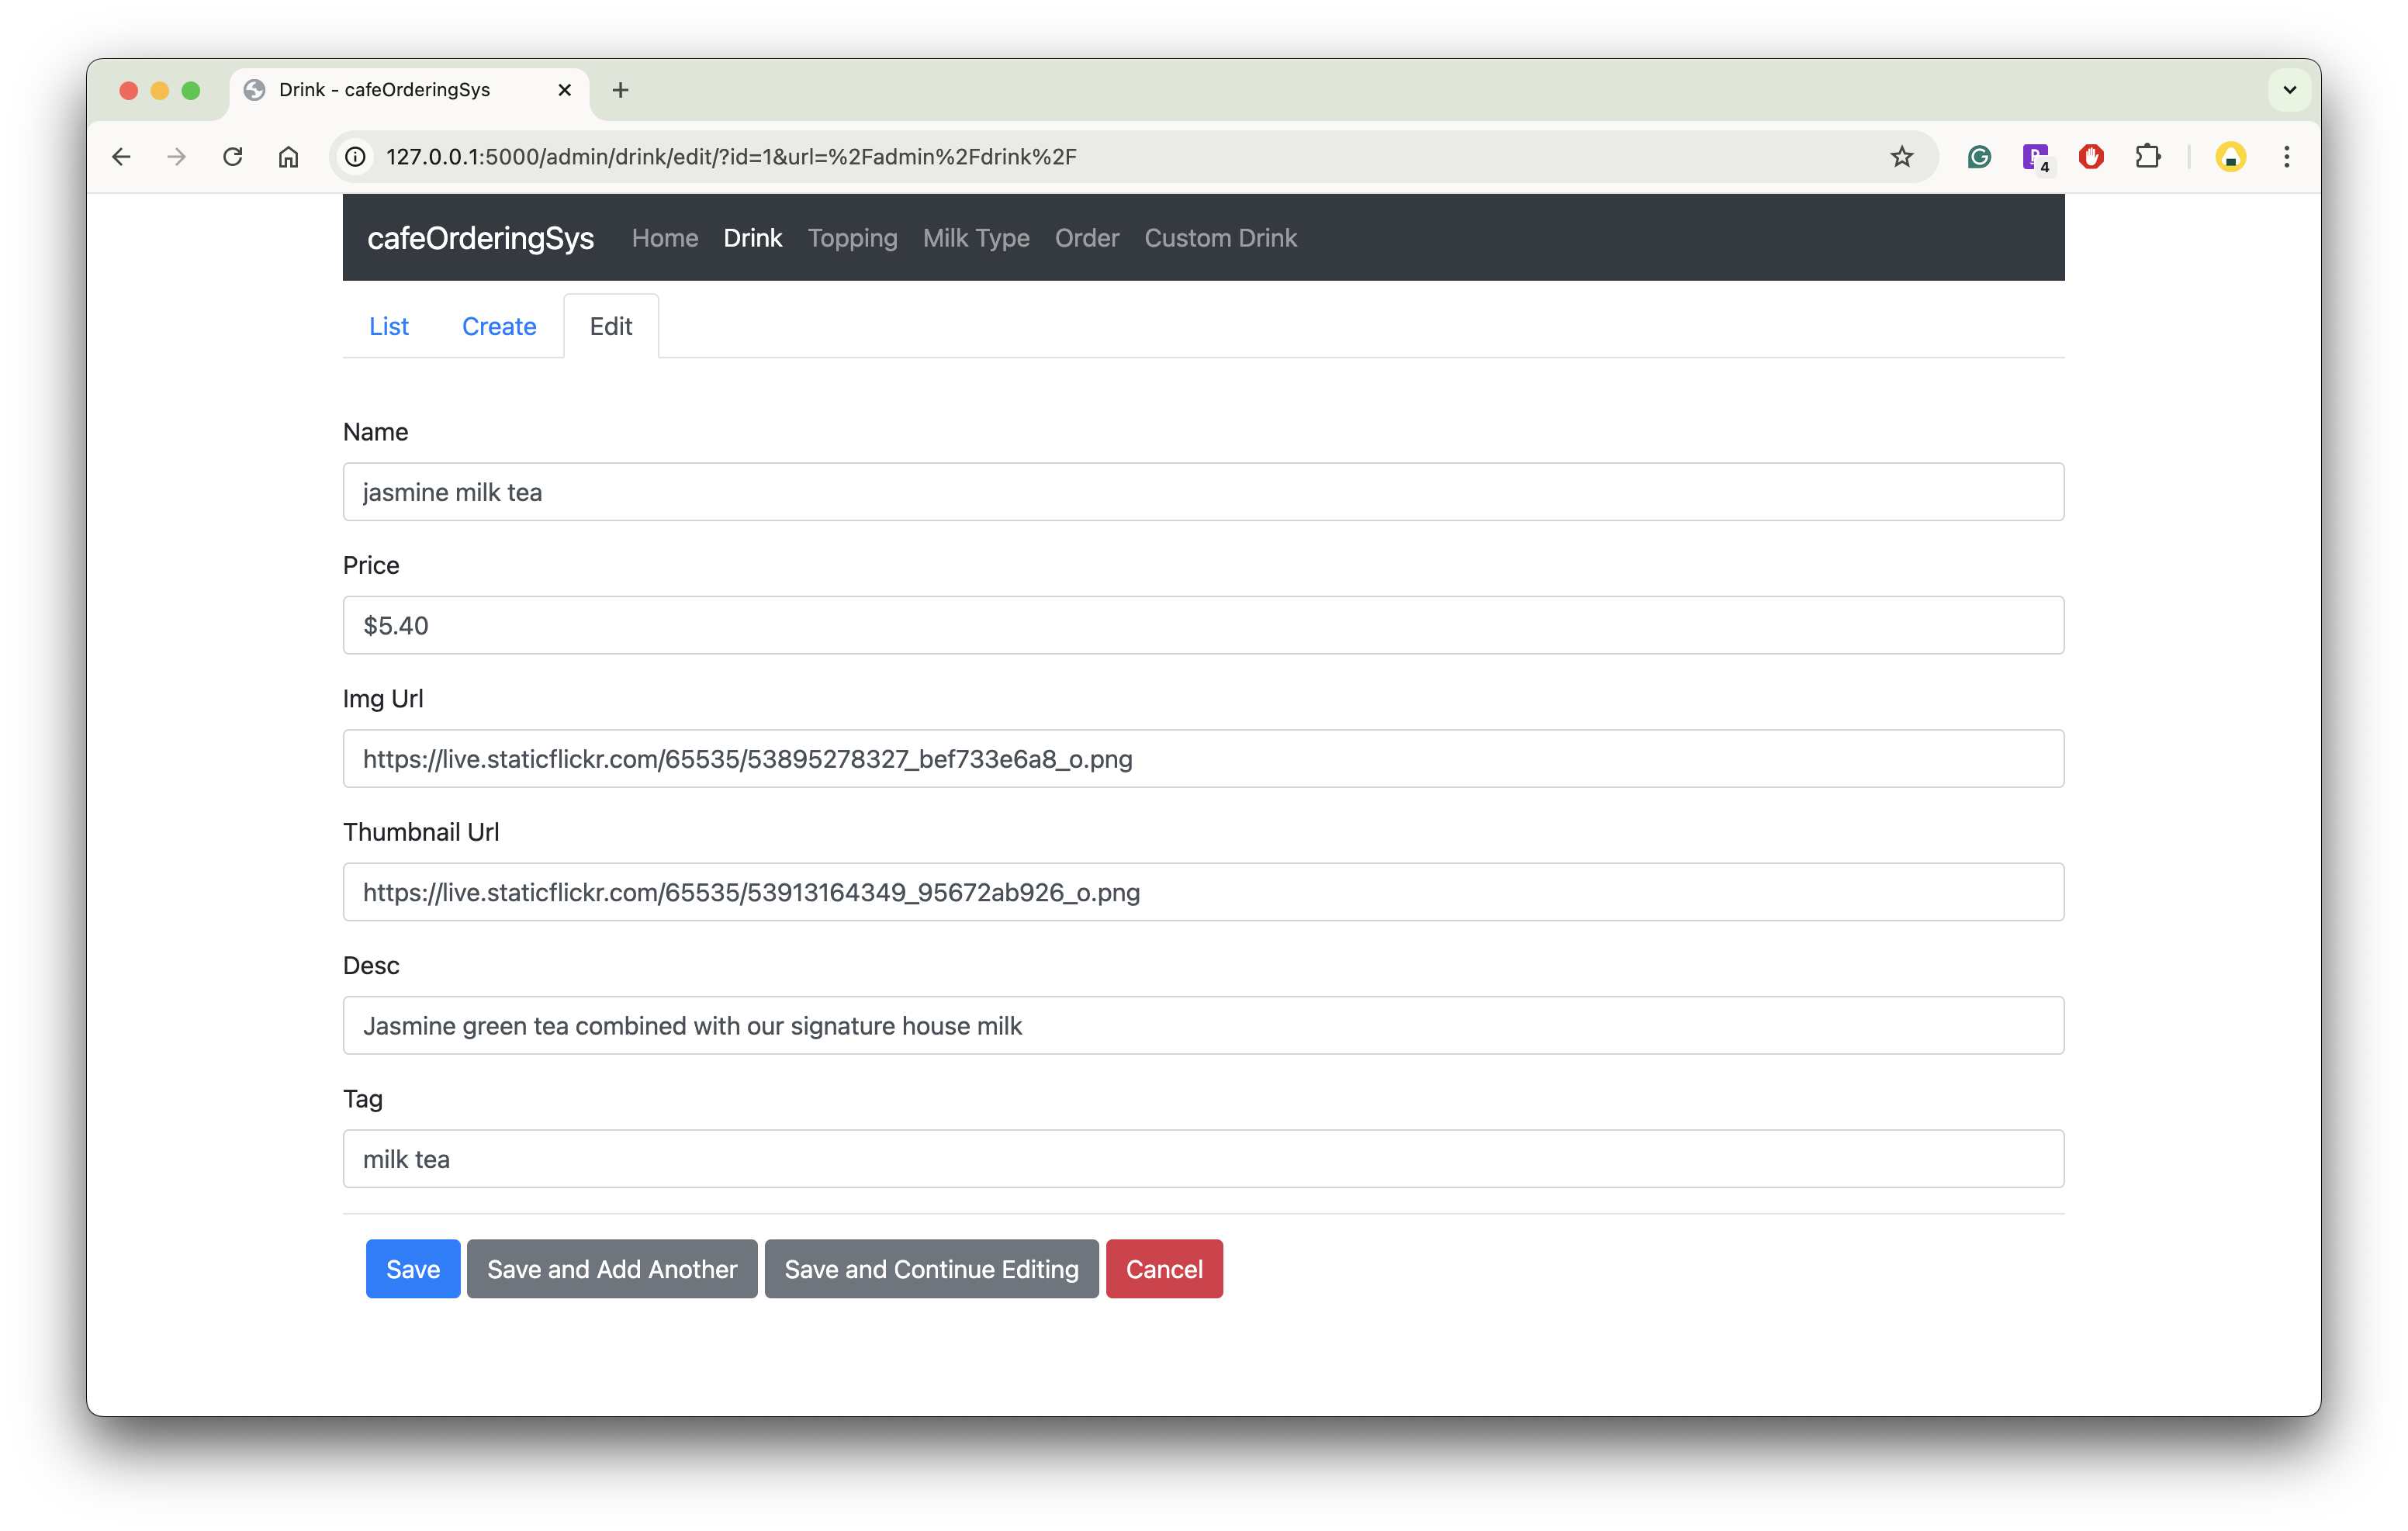 Drink - cafeOrderingSys
127.0.0.1:5000/admin/drink/edit/?id=1&url=%2Fadmin%2Fdrink%2F
4
cafeOrderingSys Home Drink Topping Milk Type Order Custom Drink
List Create Edit
Name
jasmine milk tea
Price
$5.40
Img Url
https://live.staticflickr.com/65535/53895278327_bef733e6a8_o.png
Thumbnail Url
https://live.staticflickr.com/65535/53913164349_95672ab926_o.png
Desc
Jasmine green tea combined with our signature house milk
Tag
milk tea
Save Save and Add Another Save and Continue Editing Cancel